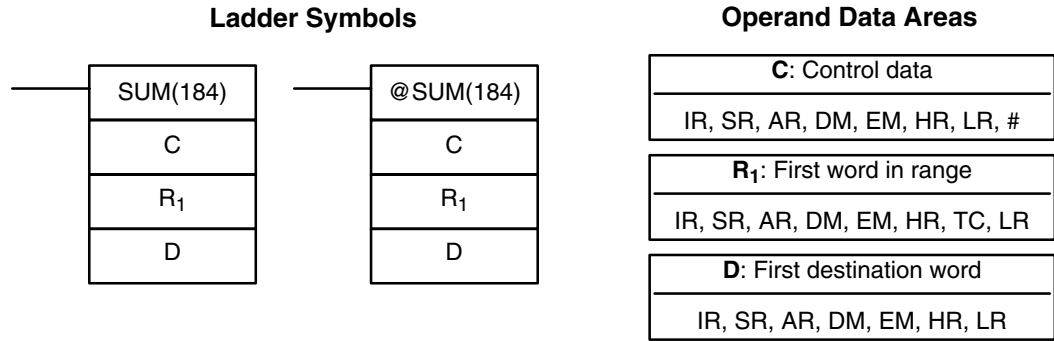 Ladder Symbols
SUM(184)
C
R1
D
@SUM(184)
C
R1
D
Operand Data Areas
C: Control data
IR, SR, AR, DM, EM, HR, LR, #
R1: First word in range
IR, SR, AR, DM, EM, HR, TC, LR
D: First destination word
IR, SR, AR, DM, EM, HR, LR